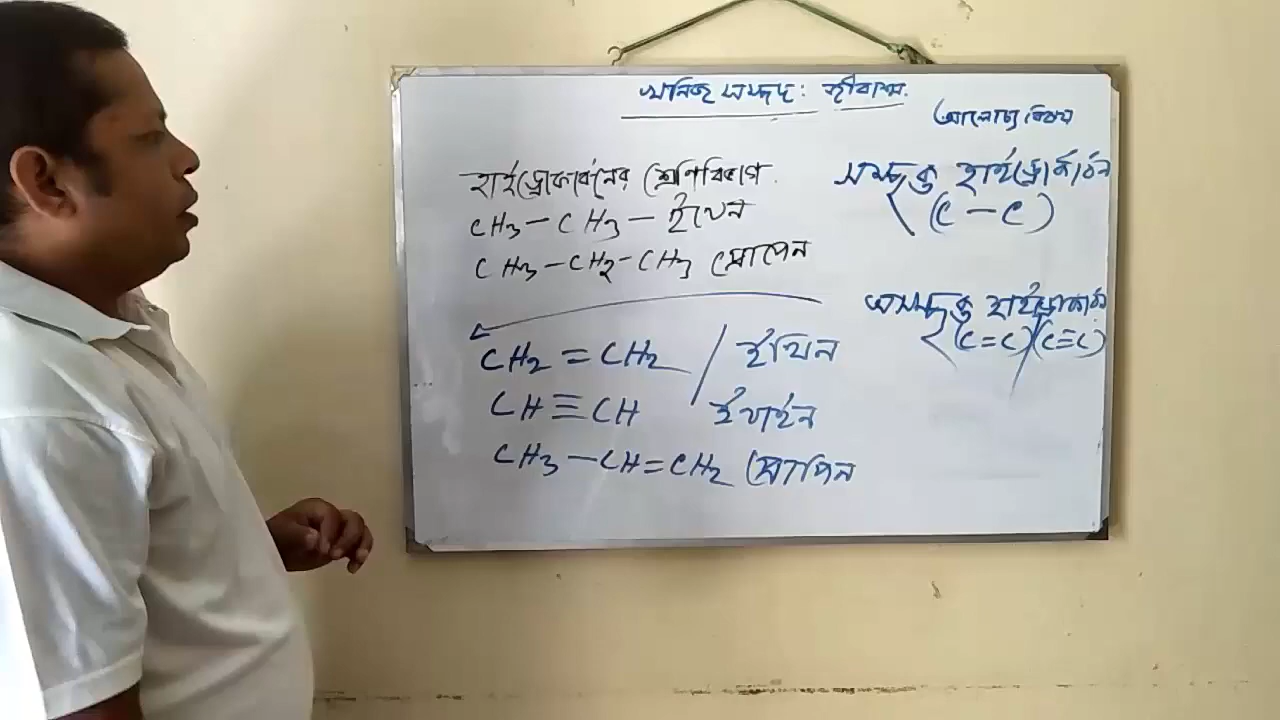 খনিজ সম্পদ: জীবাশ্ম
আলোচ্য বিষয়
হাইড্রোকার্বনের শ্রেণিবিভাগ
CH3-CH3 - ইথেন
CH3-CH2-CH3 প্রোপেন
CH2=CH2 / ইথিন
CH≡CH ইথাইন
CH3-CH=CH2 প্রোপিন
সম্পৃক্ত হাইড্রোকার্বন
(C-C)
অসম্পৃক্ত হাইড্রোকার্বন
(C=C)(C≡C)